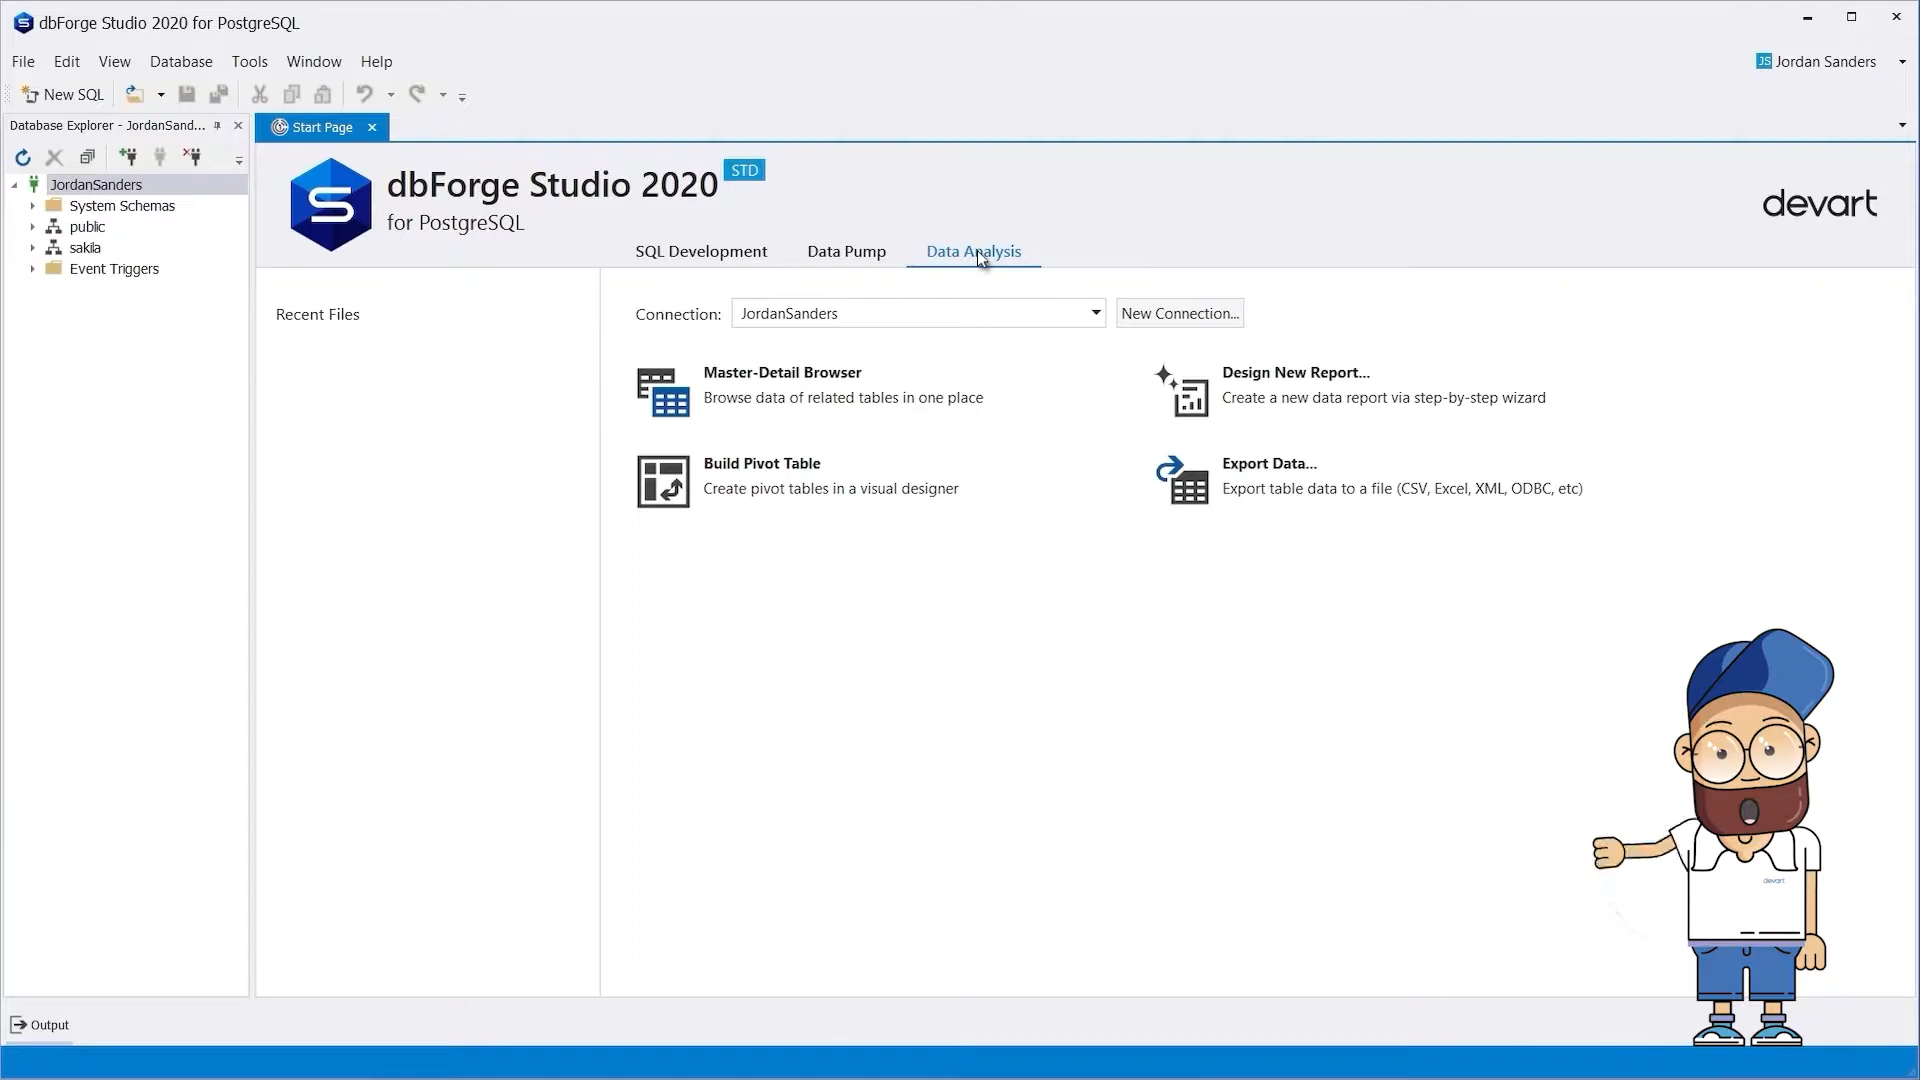 dbForge Studio 2020 for PostgreSQL
File Edit View Database Tools Window Help
JS Jordan Sanders
New SQL
Database Explorer - JordanSand...
Start Page
JordanSanders
System Schemas
public
sakila
Event Triggers
S
dbForge Studio 2020 STD
for PostgreSQL
devart
SQL Development Data Pump Data Analysis
Recent Files
Connection: JordanSanders New Connection...
Master-Detail Browser
Browse data of related tables in one place
Design New Report...
Create a new data report via step-by-step wizard
Build Pivot Table
Create pivot tables in a visual designer
Export Data...
Export table data to a file (CSV, Excel, XML, ODBC, etc)
devart
Output